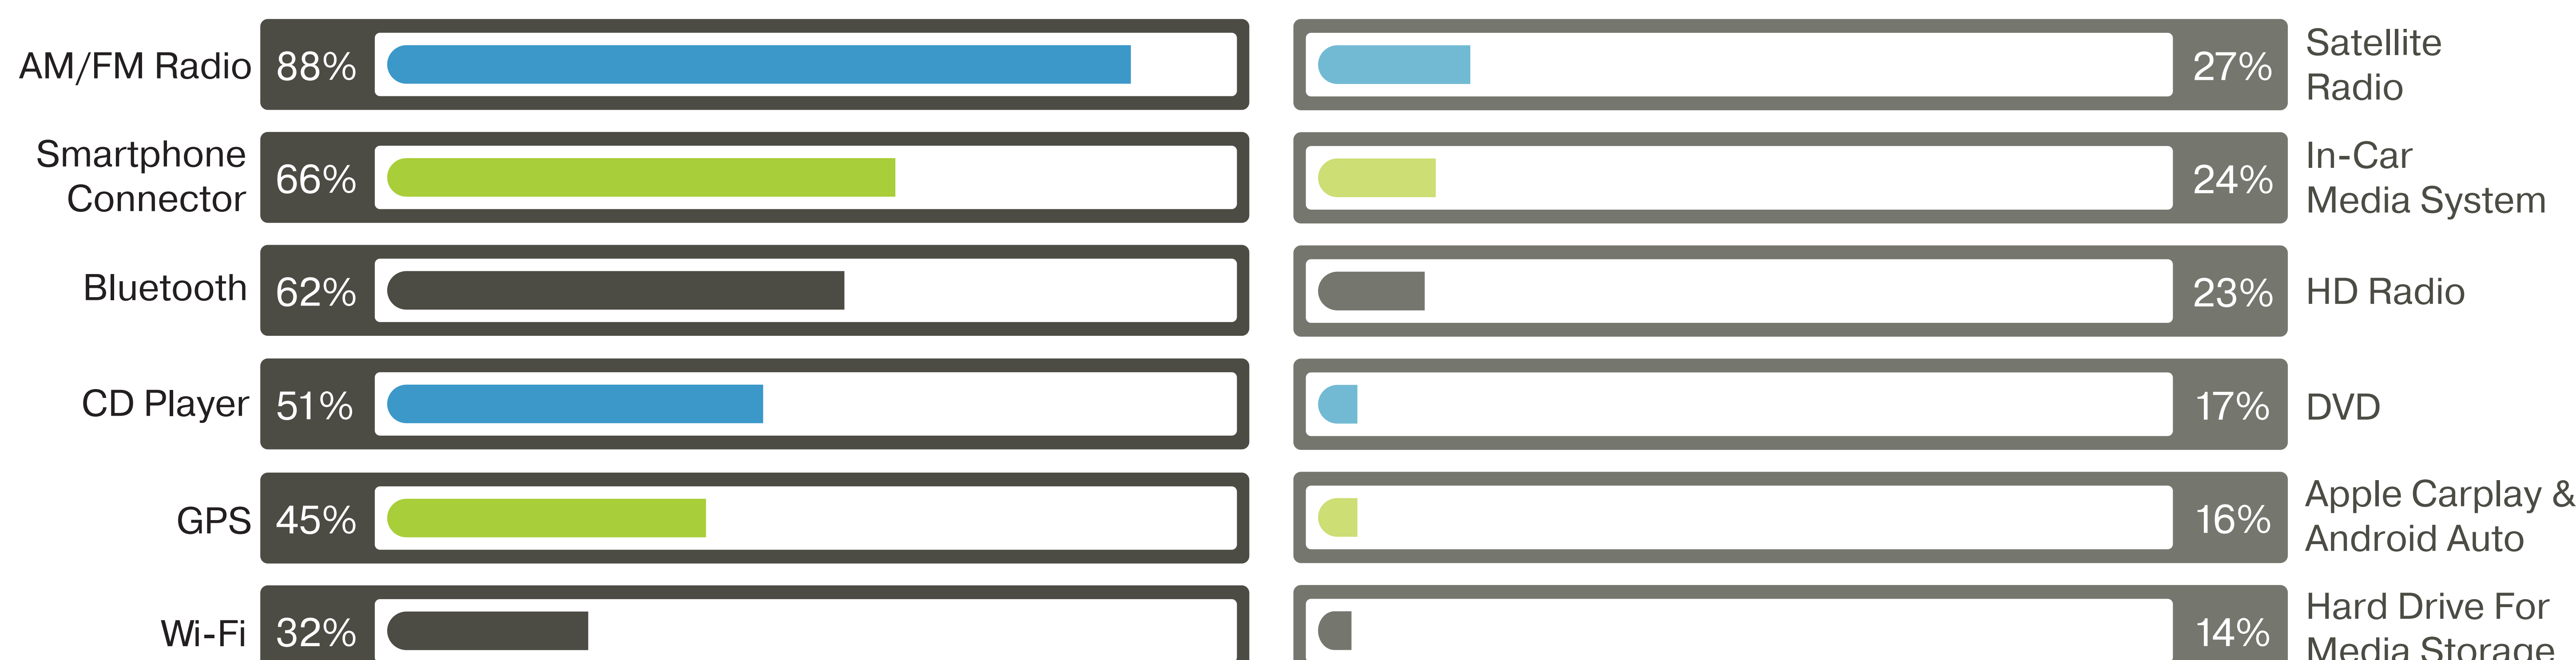 AM/FM Radio 88%
27% Satellite
Radio
Smartphone
Connector 66%
24% In-Car
Media System
Bluetooth 62%
23% HD Radio
CD Player 51%
17% DVD
GPS 45%
16% Apple Carplay &
Android Auto
Wi-Fi 32%
14% Hard Drive For
Media Storage